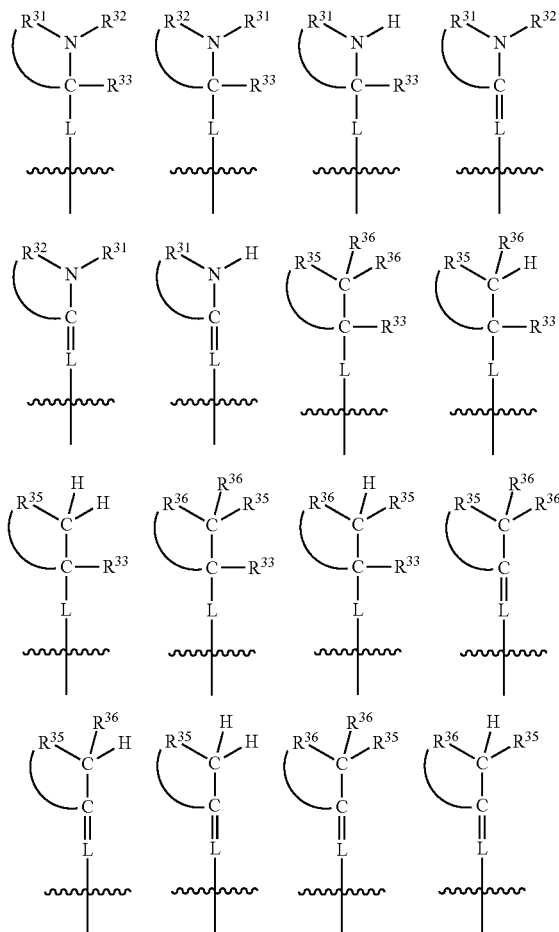 R³¹ R³² R³² R³¹ R³¹ H R³¹ R³²
N N N N
C R³³ C R³³ C R³³ C
L L L L
R³⁶ R³⁶
R³² R³¹ R³¹ H R³⁵ R³⁶ R³⁵ H
N N C C
C C C R³³ C R³³
L L L L
H R³⁶ H R³⁶
R³⁵ H R³⁶ R³⁵ R³⁶ R³⁵ R³⁵ R³⁶
C C C C
C R³³ C R³³ C R³³ C
L L L L
R³⁶ H R³⁶ H
R³⁵ H R³⁵ H R³⁶ R³⁵ R³⁶ R³⁵
C C C C
C C C C
L L L L